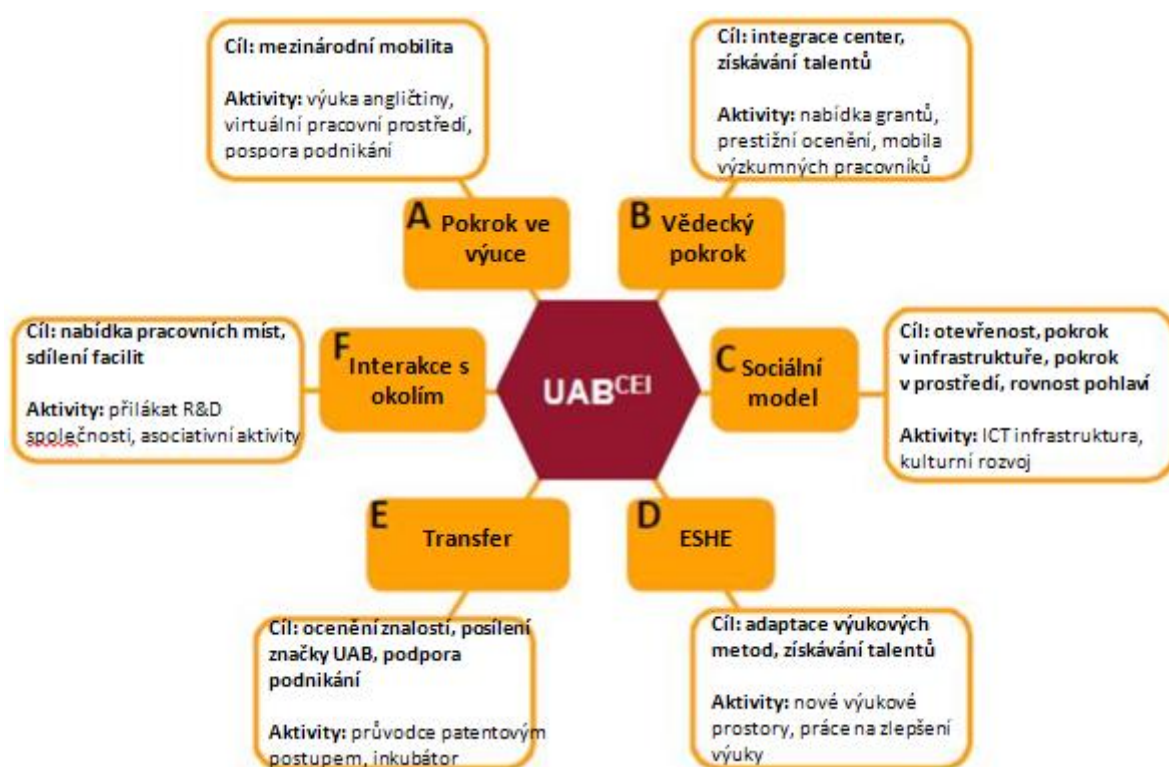 Cíl: mezinárodní mobilita
Aktivity: výuka angličtiny,
virtuální pracovní prostředí,
pospora podnikání
A Pokrok ve
výuce
Cíl: integrace center,
získávání talentů
Aktivity: nabídka grantů,
prestižní ocenění, mobila
výzkumných pracovníků
B Vědecký
pokrok
Cíl: nabídka pracovních míst,
sdílení facilit
Aktivity: přilákat R&D
společnosti, asociativní aktivity
F Interakce s
okolím
UAB CEI
C Sociální
model
Cíl: otevřenost, pokrok
v infrastruktuře, pokrok
v prostředí, rovnost pohlaví
Aktivity: ICT infrastruktura,
kulturní rozvoj
E Transfer
Cíl: ocenění znalostí, posílení
značky UAB, podpora
podnikání
Aktivity: průvodce patentovým
postupem, inkubátor
D ESHE
Cíl: adaptace výukových
metod, získávání talentů
Aktivity: nové výukové
prostory, práce na zlepšení
výuky